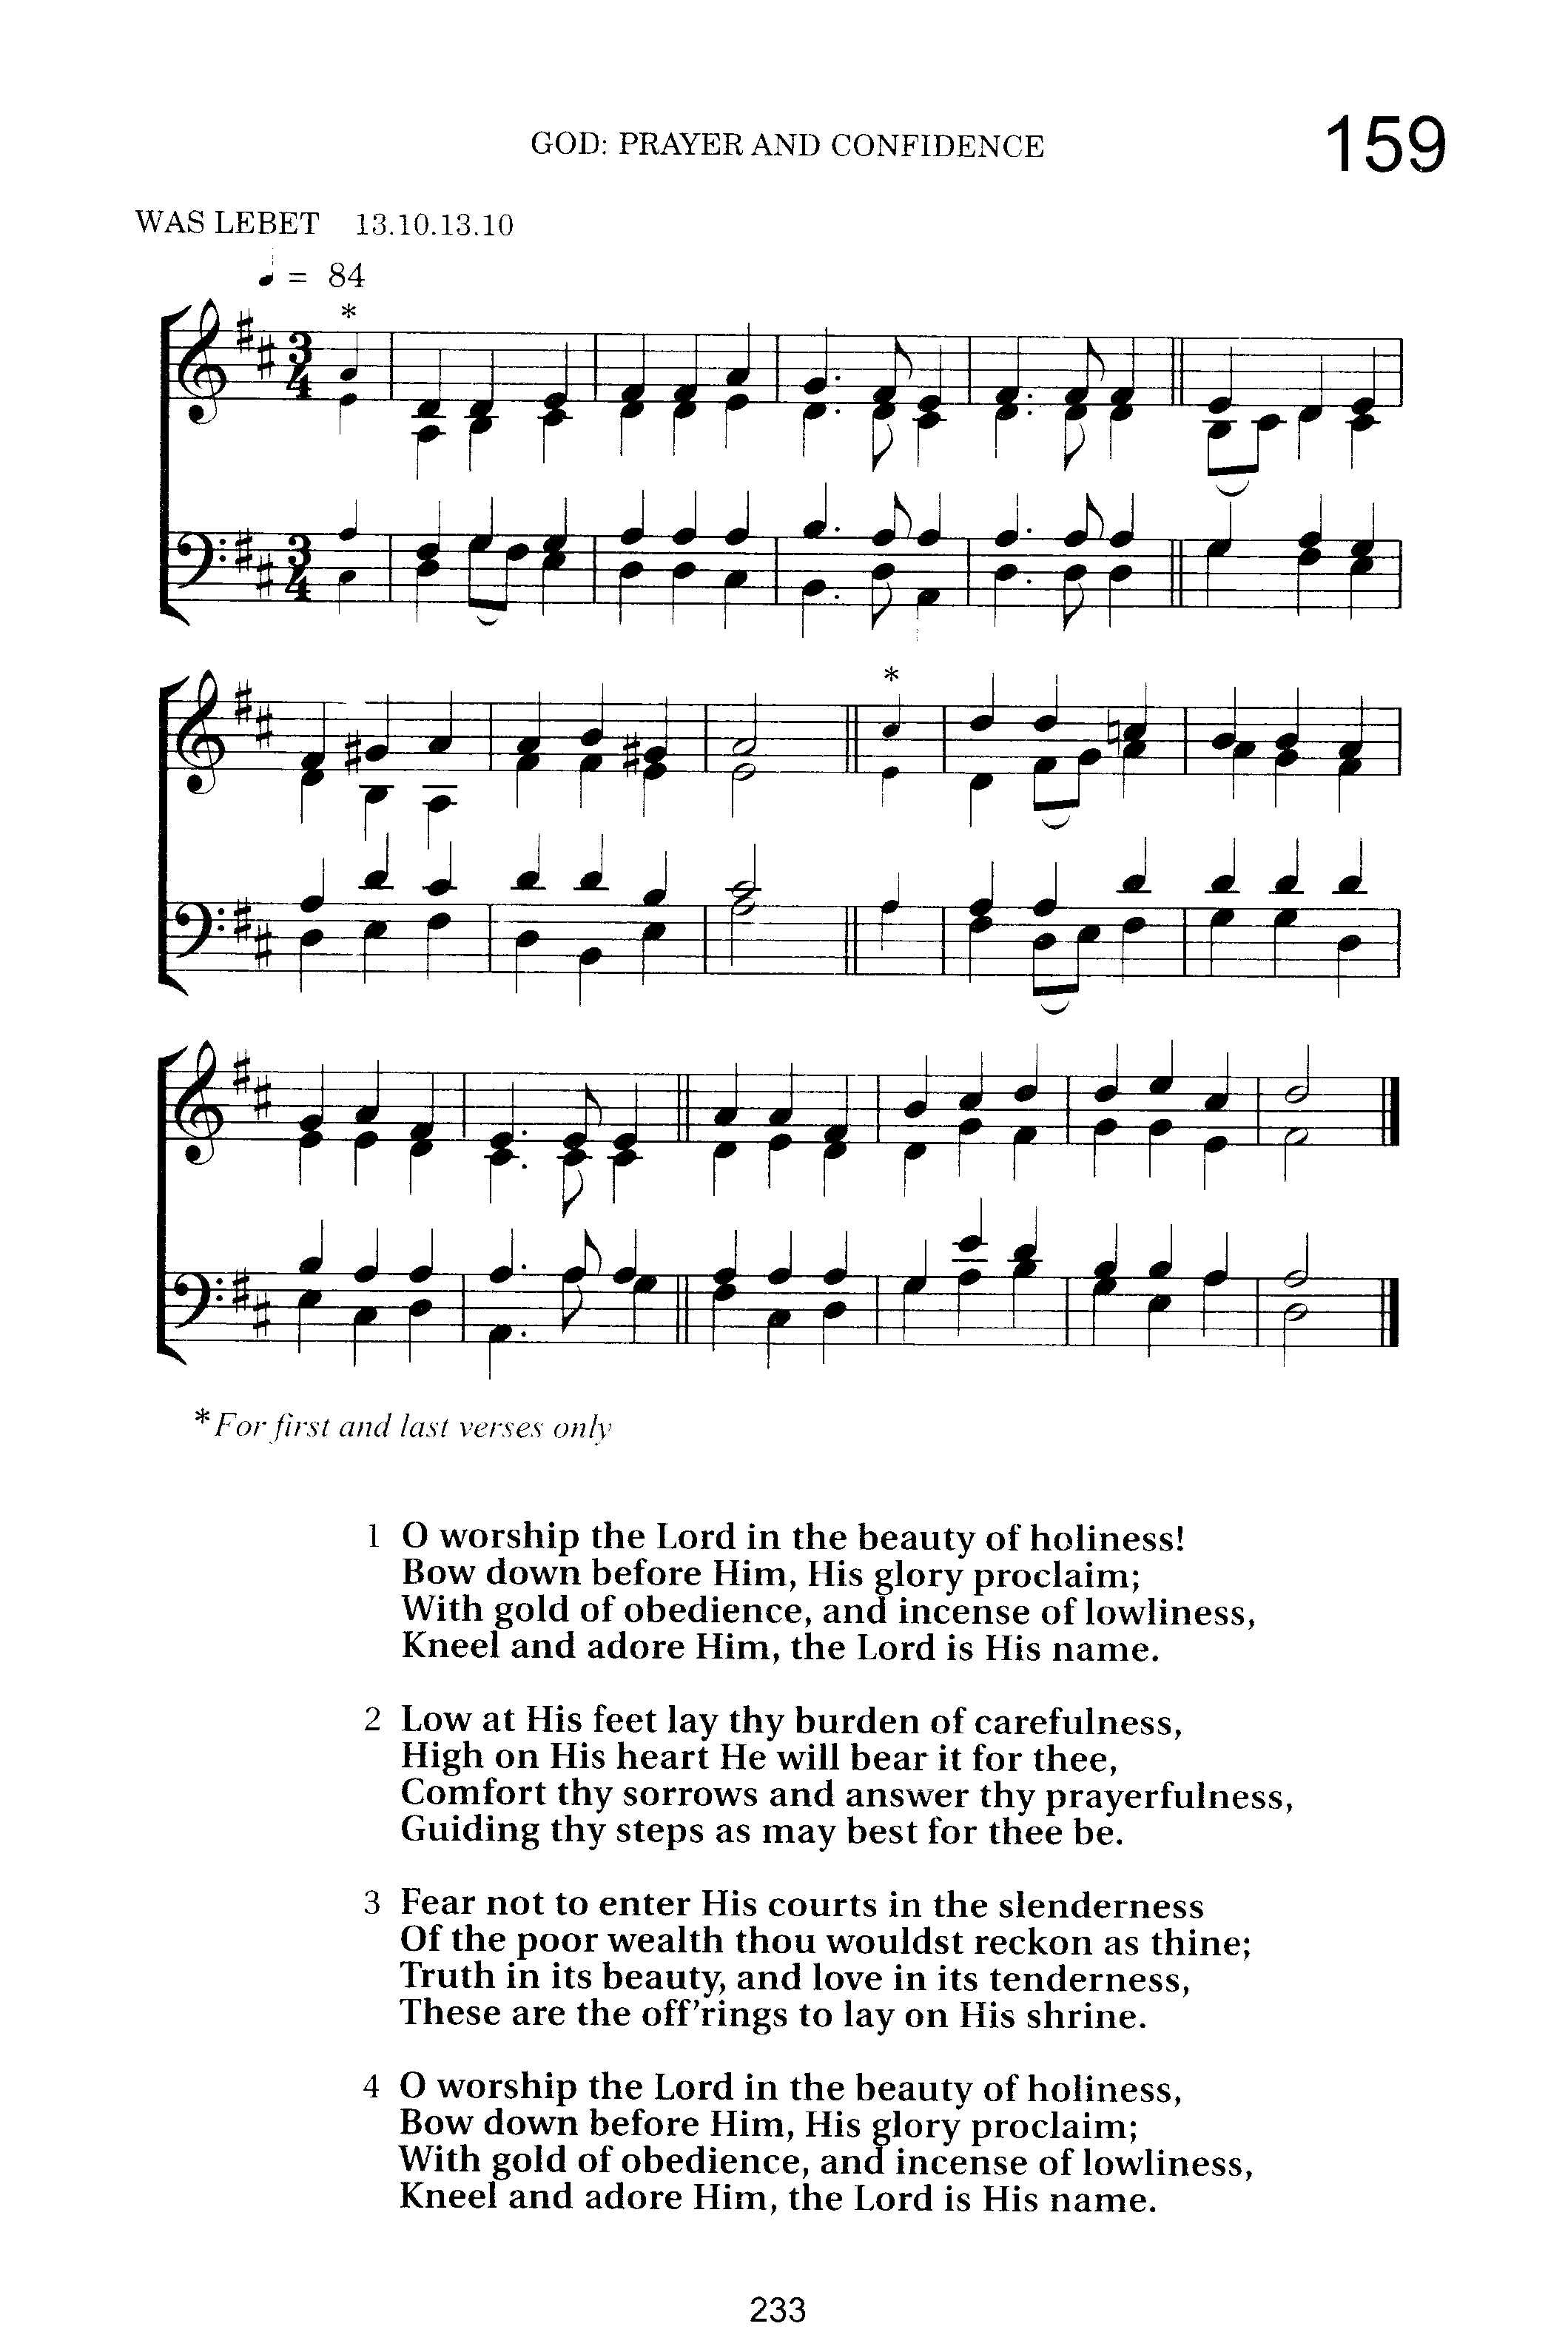 GOD: PRAYER AND CONFIDENCE
159
WAS LEBET 13.10.13.10
♩ = 84
*
*
*For first and last verses only
1 O worship the Lord in the beauty of holiness!
Bow down before Him, His glory proclaim;
With gold of obedience, and incense of lowliness,
Kneel and adore Him, the Lord is His name.
2 Low at His feet lay thy burden of carefulness,
High on His heart He will bear it for thee,
Comfort thy sorrows and answer thy prayerfulness,
Guiding thy steps as may best for thee be.
3 Fear not to enter His courts in the slenderness
Of the poor wealth thou wouldst reckon as thine;
Truth in its beauty, and love in its tenderness,
These are the off'rings to lay on His shrine.
4 O worship the Lord in the beauty of holiness,
Bow down before Him, His glory proclaim;
With gold of obedience, and incense of lowliness,
Kneel and adore Him, the Lord is His name.
233